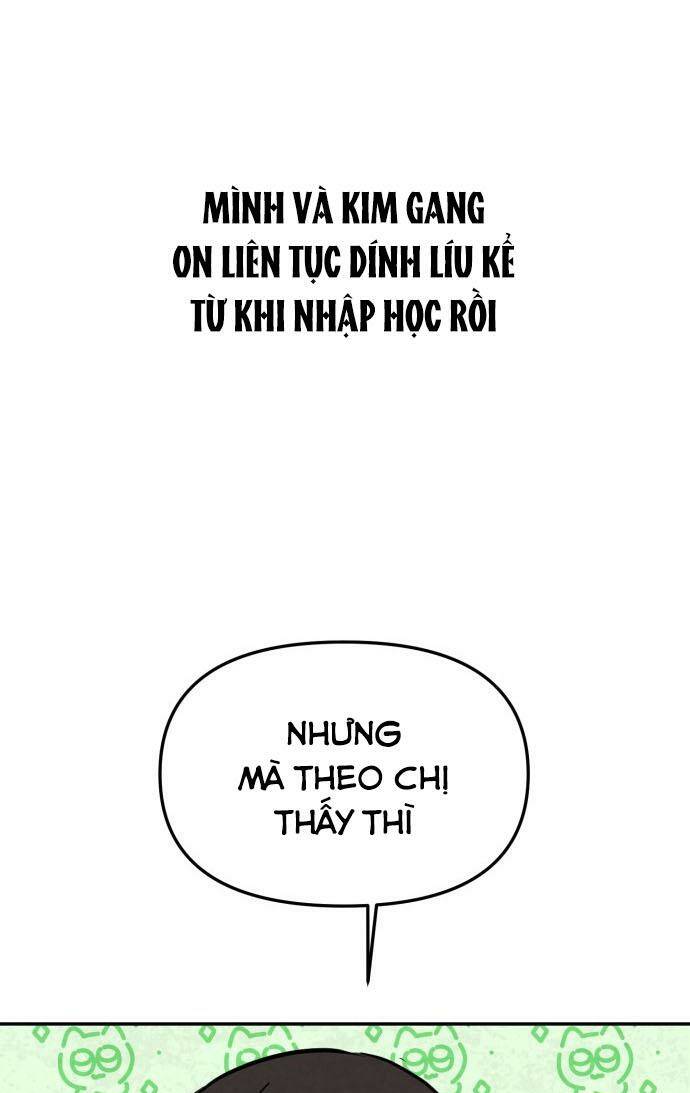 MÌNH VÀ KIM GANG
ON LIÊN TỤC DÍNH LÍU KỂ
TỪ KHI NHẬP HỌC RỒI
NHƯNG
MÀ THEO CHỊ
THẤY THÌ